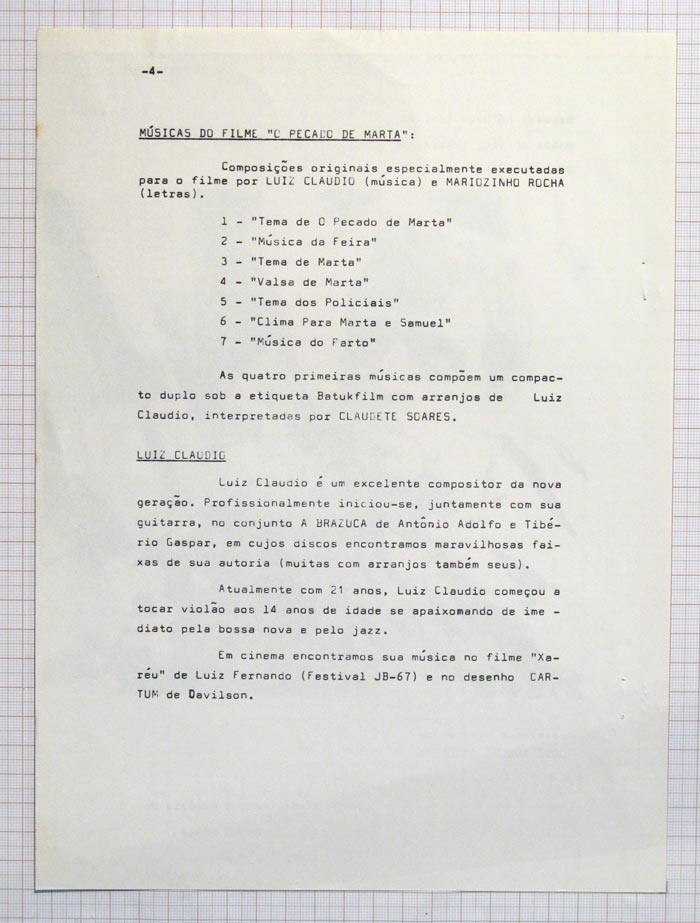 -4-
MÚSICAS DO FILME "O PECADO DE MARTA":
Composições originais especialmente executadas
para o filme por LUIZ CLAUDIO (música) e MARIOZINHO ROCHA
(letras).
1 - "Tema de O Pecado de Marta"
2 - "Música da Feira"
3 - "Tema de Marta"
4 - "Valsa de Marta"
5 - "Tema dos Policiais"
6 - "Clima Para Marta e Samuel"
7 - "Música do Parto"
As quatro primeiras músicas compõem um compac-
to duplo sob a etiqueta Batukfilm com arranjos de Luiz
Claudio, interpretadas por CLAUDETE SOARES.
LUIZ CLAUDIO
Luiz Claudio é um excelente compositor da nova
geração. Profissionalmente iniciou-se, juntamente com sua
guitarra, no conjunto A BRAZUCA de Antônio Adolfo e Tibé-
rio Gaspar, em cujos discos encontramos maravilhosas fai-
xas de sua autoria (muitas com arranjos também seus).
Atualmente com 21 anos, Luiz Claudio começou a
tocar violão aos 14 anos de idade se apaixomando de ime -
diato pela bossa nova e pelo jazz.
Em cinema encontramos sua música no filme "Xa-
réu" de Luiz Fernando (Festival JB-67) e no desenho CAR-
TUM de Davilson.